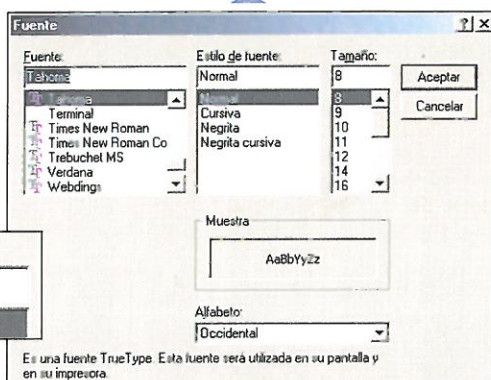 Fuente
Fuente:
Tahoma
Tahoma
Terminal
Times New Roman
Times New Roman Co
Trebuchet MS
Verdana
Webdings
Estilo de fuente:
Normal
Normal
Cursiva
Negrita
Negrita cursiva
Tamaño:
8
8
9
10
11
12
14
16
Aceptar
Cancelar
Muestra
AaBbYyZz
Alfabeto:
Occidental
Es una fuente TrueType. Esta fuente será utilizada en su pantalla y
en su impresora.